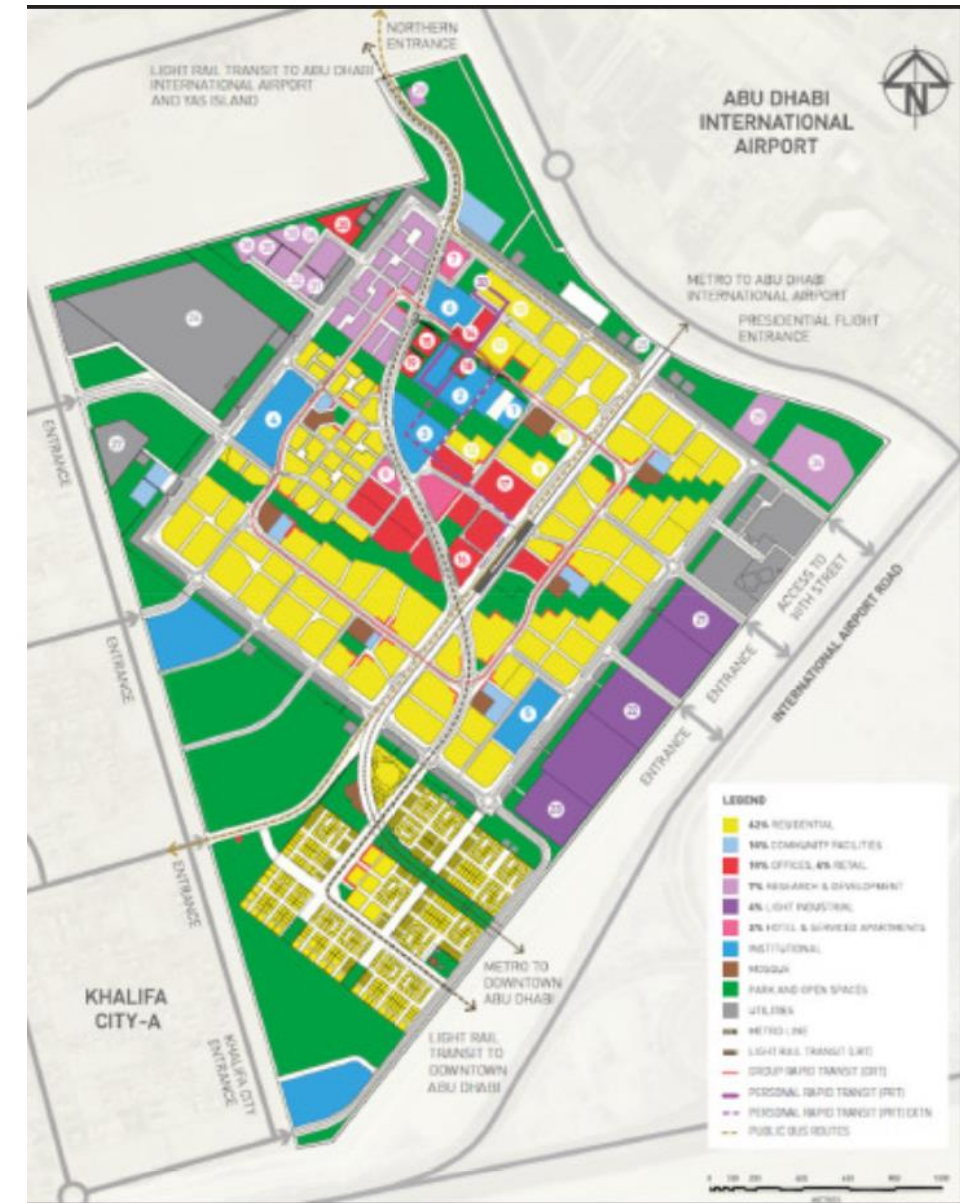 NORTHERN
ENTRANCE
LIGHT RAIL TRANSIT TO ABU DHABI
INTERNATIONAL AIRPORT
AND YAS ISLAND
ABU DHABI
INTERNATIONAL
AIRPORT
N
METRO TO ABU DHABI
INTERNATIONAL AIRPORT
PRESIDENTIAL FLIGHT
ENTRANCE
ENTRANCE
ENTRANCE
ENTRANCE
ACCESS TO
30TH STREET
INTERNATIONAL AIRPORT ROAD
ENTRANCE
ENTRANCE
KHALIFA
CITY-A
KHALIFA CITY
ENTRANCE
METRO TO
DOWNTOWN
ABU DHABI
LIGHT RAIL
TRANSIT TO
DOWNTOWN
ABU DHABI
LEGEND
RESIDENTIAL
COMMUNITY FACILITIES
OFFICES, RETAIL
7% RESEARCH & DEVELOPMENT
LIGHT INDUSTRIAL
HOTEL & SERVICED APARTMENTS
INSTITUTIONAL
MOSQUE
PARK AND OPEN SPACES
UTILITIES
METRO LINE
LIGHT RAIL TRANSIT (LRT)
GROUP RAPID TRANSIT (GRT)
PERSONAL RAPID TRANSIT (PRT)
PERSONAL RAPID TRANSIT (PRT) EXTN
PUBLIC BUS ROUTES
METRES